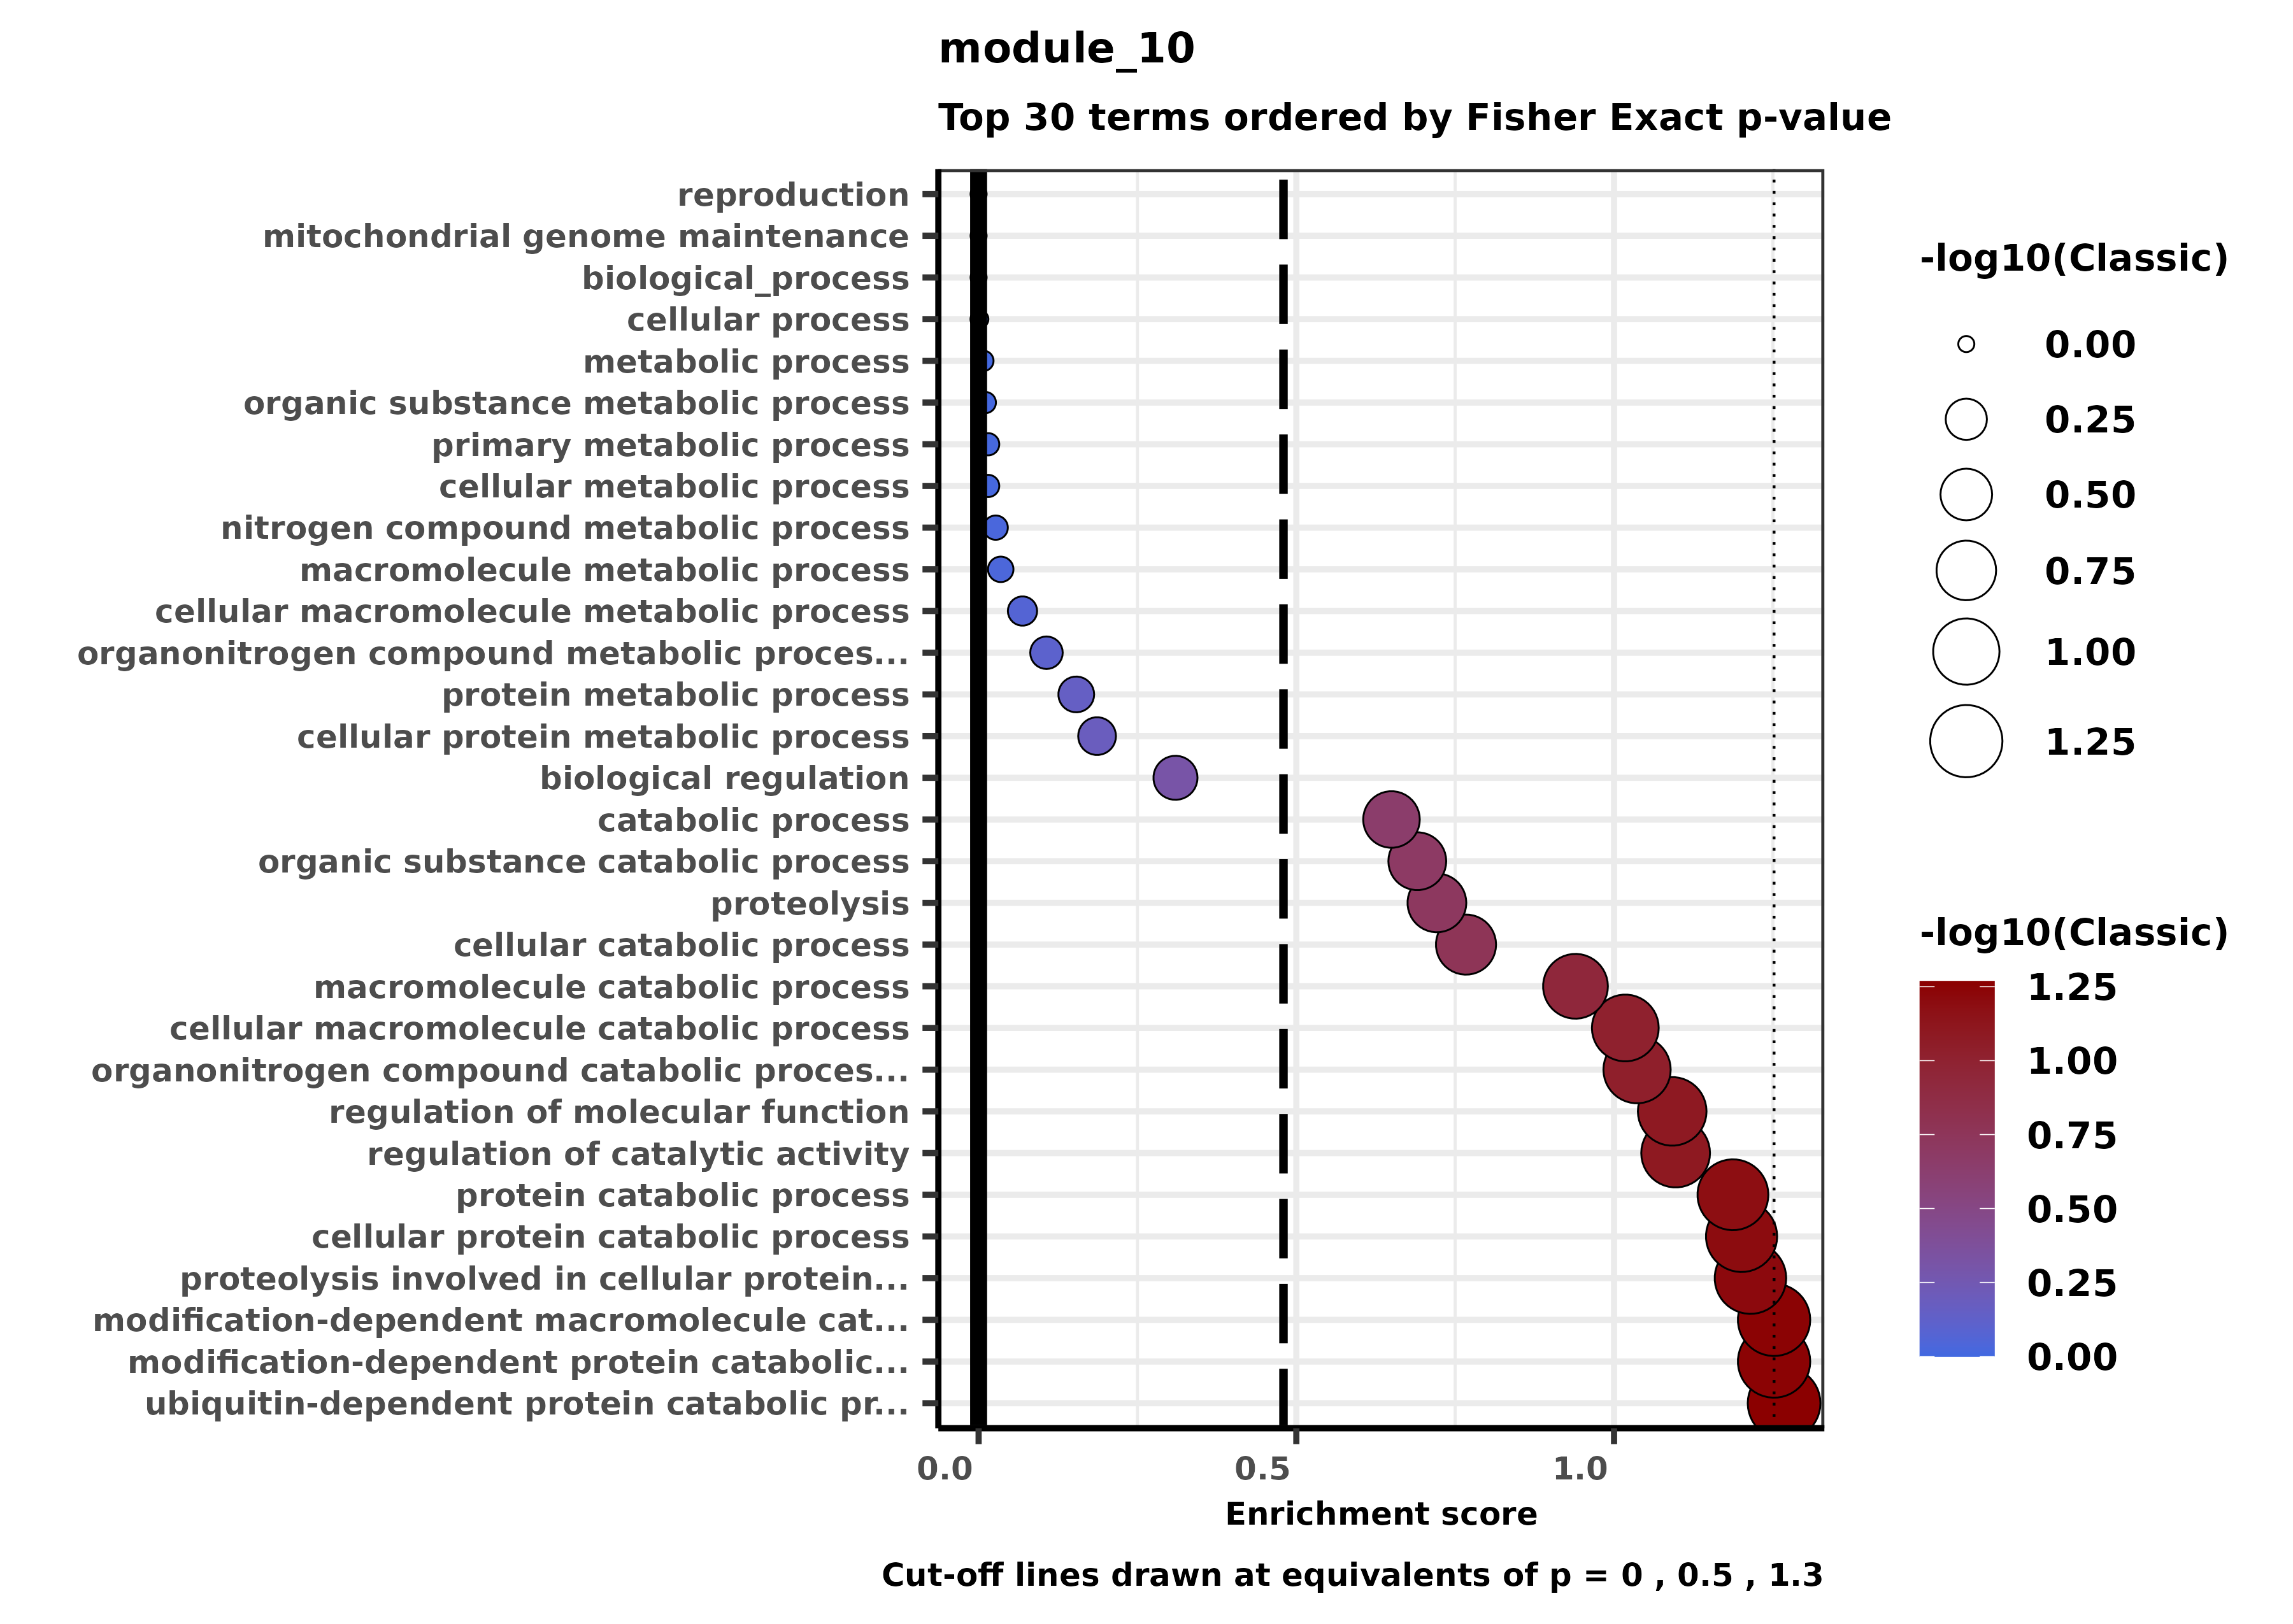 module_10
Top 30 terms ordered by Fisher Exact p-value
reproduction
mitochondrial genome maintenance
biological_process
cellular process
metabolic process
organic substance metabolic process
primary metabolic process
cellular metabolic process
nitrogen compound metabolic process
macromolecule metabolic process
cellular macromolecule metabolic process
organonitrogen compound metabolic proces...
protein metabolic process
cellular protein metabolic process
biological regulation
catabolic process
organic substance catabolic process
proteolysis
cellular catabolic process
macromolecule catabolic process
cellular macromolecule catabolic process
organonitrogen compound catabolic proces...
regulation of molecular function
regulation of catalytic activity
protein catabolic process
cellular protein catabolic process
proteolysis involved in cellular protein...
modification-dependent macromolecule cat...
modification-dependent protein catabolic...
ubiquitin-dependent protein catabolic pr...
0.0 0.5 1.0
Enrichment score
Cut-off lines drawn at equivalents of p = 0 , 0.5 , 1.3
-log10(Classic)
0.00
0.25
0.50
0.75
1.00
1.25
-log10(Classic)
1.25
1.00
0.75
0.50
0.25
0.00